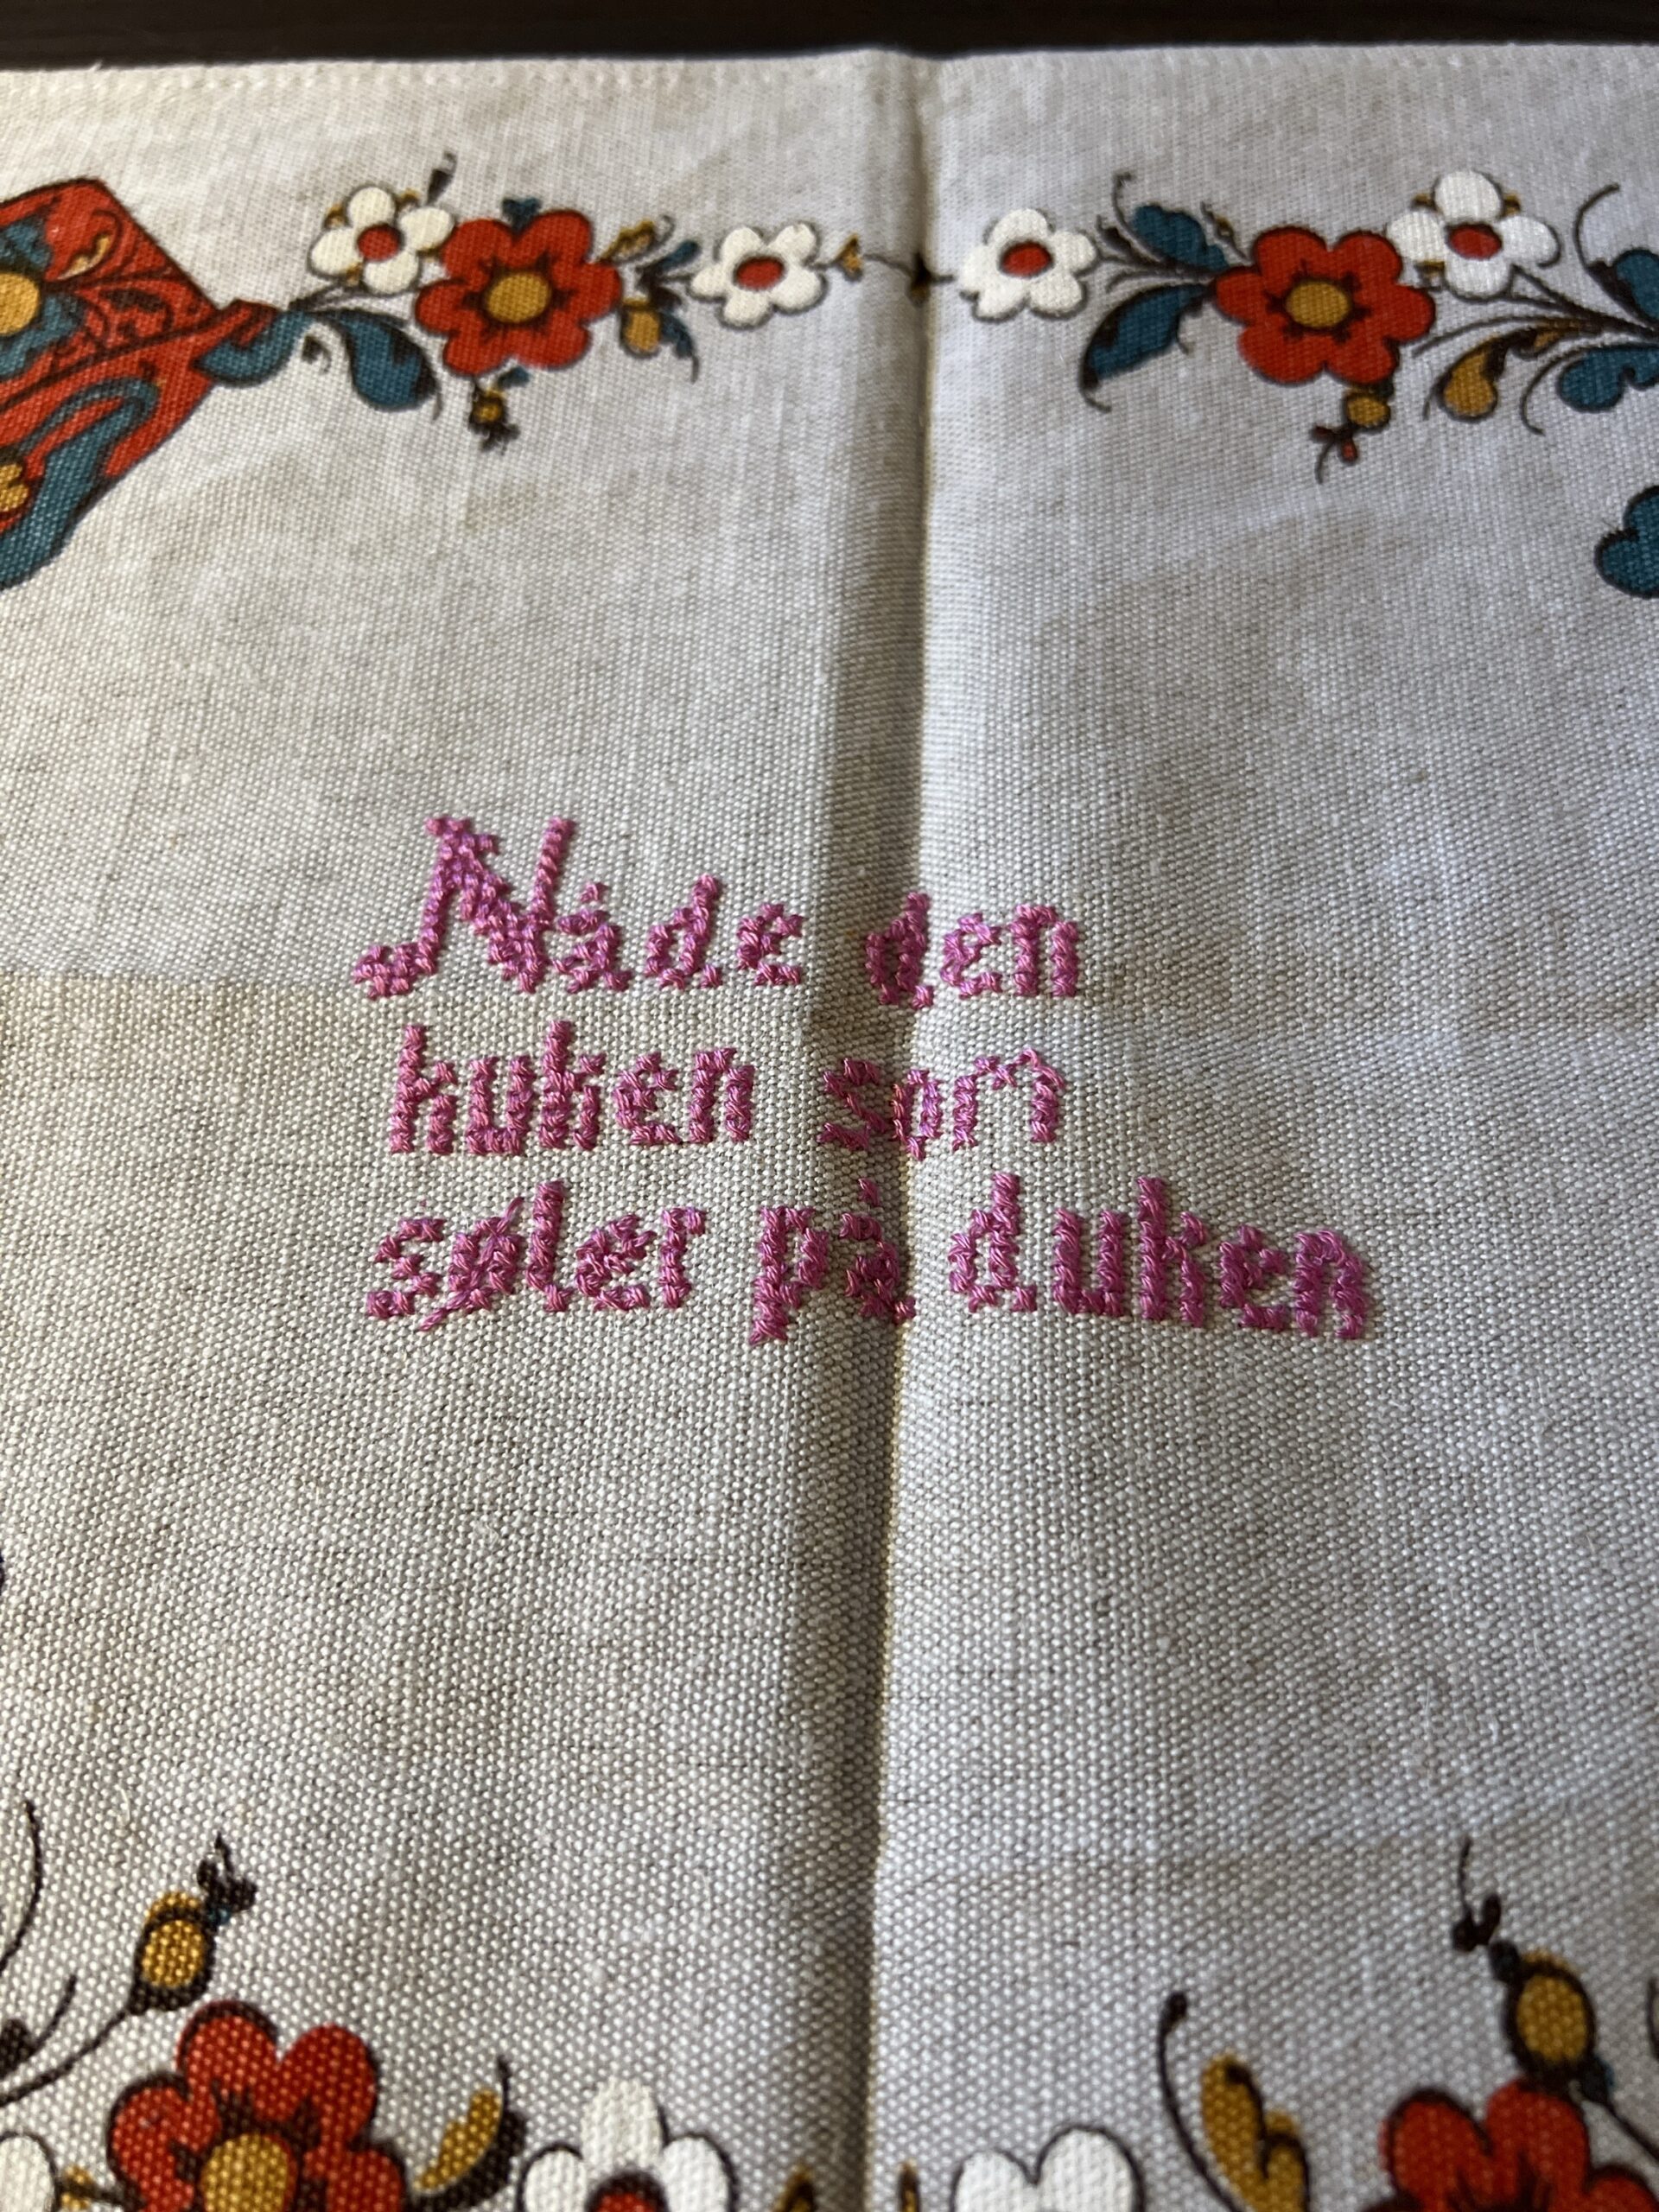 Nåde den
kuken som
søler på duken